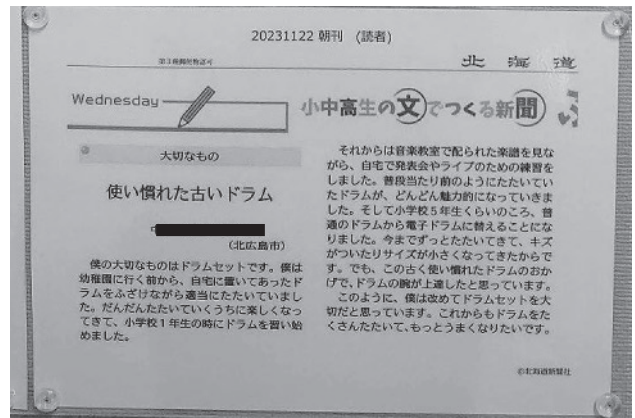 20231122 朝刊 (読者)
第3種郵便物認可
北 海 道
Wednesday
小中高生の文でつくる新聞
大切なもの
使い慣れた古いドラム
（北広島市）
僕の大切なものはドラムセットです。僕は
幼稚園に行く前から、自宅に置いてあったド
ラムをふざけながら適当にたたいていまし
た。だんだんたたいていくうちに楽しくなっ
てきて、小学校１年生の時にドラムを習い始
めました。
それからは音楽教室で配られた楽譜を見な
がら、自宅で発表会やライブのための練習を
しました。普段当たり前のようにたたいてい
たドラムが、どんどん魅力的になっていきま
した。そして小学校５年生くらいのころ、普
通のドラムから電子ドラムに替えることにな
りました。今までずっとたたいてきて、キズ
がついたりサイズが小さくなってきたからで
す。でも、この古く使い慣れたドラムのおか
げで、ドラムの腕が上達したと思っています。
このように、僕は改めてドラムセットを大
切だと思っています。これからもドラムをた
くさんたたいて、もっとうまくなりたいです。
©北海道新聞社